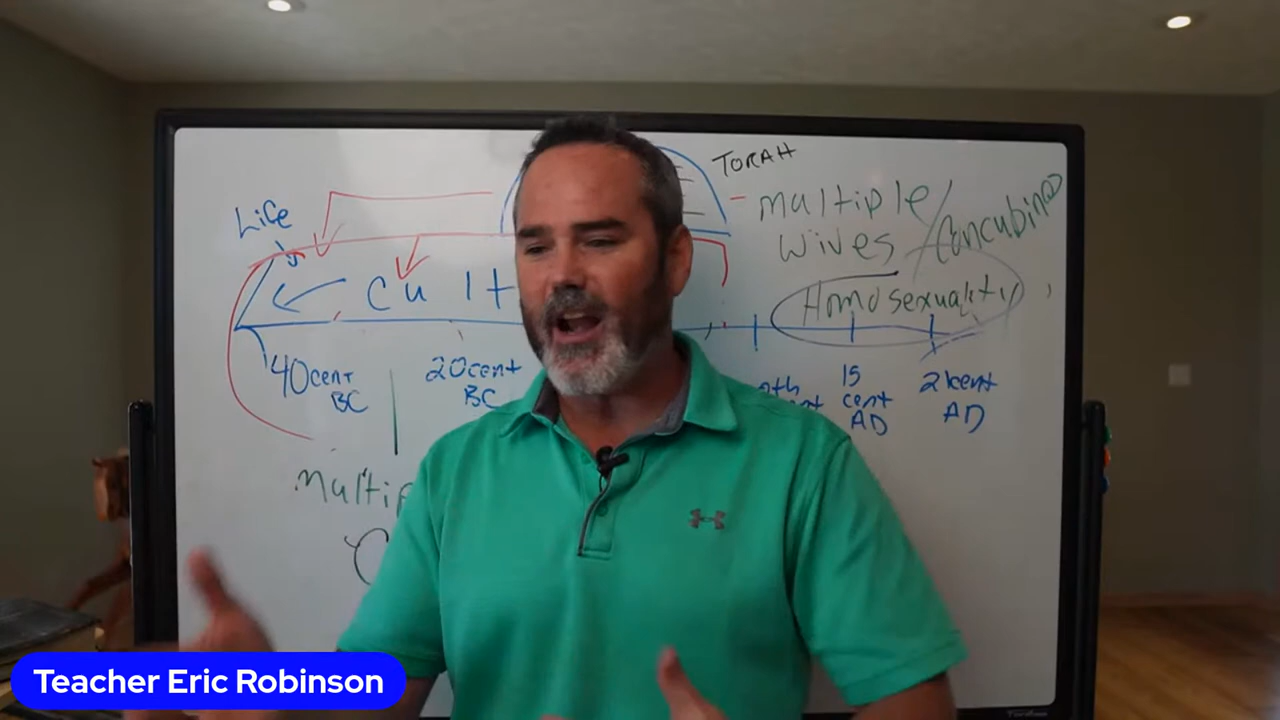 TORAH
Life
multiple/
wives /Concubines
Cult
Homosexuality
40cent
BC
20cent
BC
15
cent
AD
21cent
AD
Teacher Eric Robinson